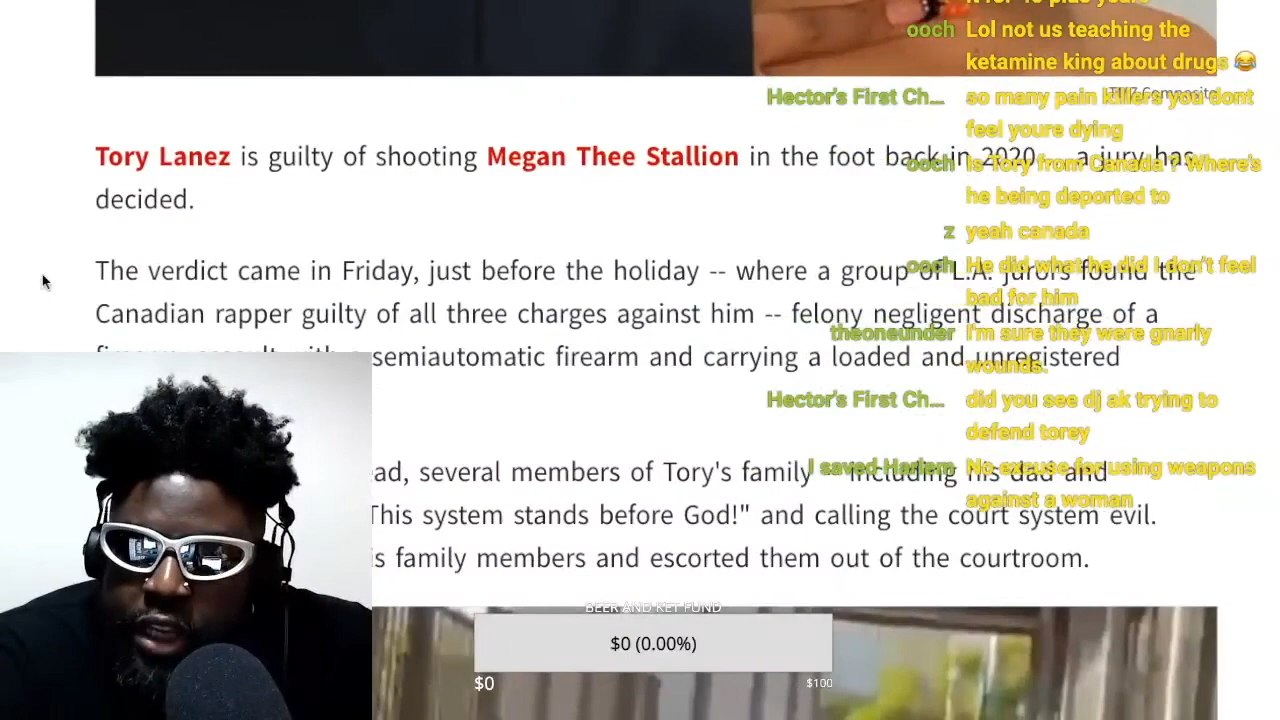 Lol not us teaching the
ooch
ketamine king about drugs 😂
Hector's First Ch...
so many pain killers you dont
feel youre dying
Tory Lanez is guilty of shooting Megan Thee Stallion in the foot back in 2020 ... a jury has
decided.
ooch
Is Tory from Canada ? Where's
he being deported to
z
yeah canada
The verdict came in Friday, just before the holiday -- where a group of L.A. jurors found the
Canadian rapper guilty of all three charges against him -- felony negligent discharge of a
semiautomatic firearm and carrying a loaded and unregistered
ooch
He did what he did I don't feel
bad for him
theoneunder
I'm sure they were gnarly
wounds.
Hector's First Ch...
did you see dj ak trying to
defend torey
ead, several members of Tory's family -- including his dad and
This system stands before God!" and calling the court system evil.
is family members and escorted them out of the courtroom.
I saved Harlem
No excuse for using weapons
against a woman
BEER AND KET FUND
$0 (0.00%)
$0
$100